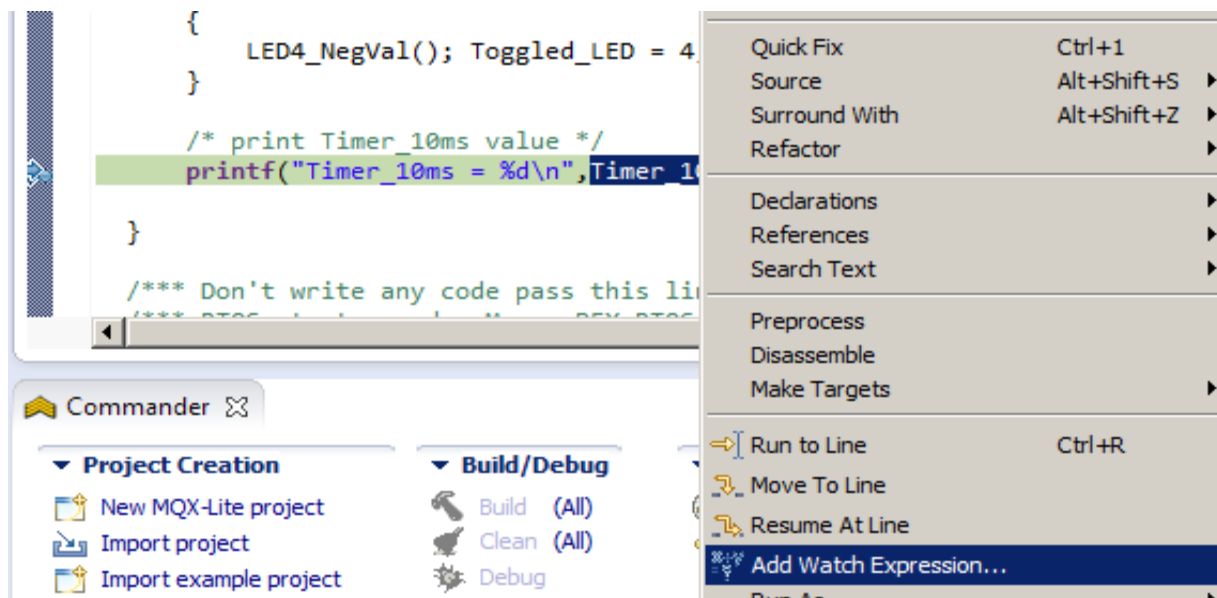 {
LED4_NegVal(); Toggled_LED = 4
}
/* print Timer_10ms value */
printf("Timer_10ms = %d\n",Timer_10
}
/*** Don't write any code pass this li
Quick Fix Ctrl+1
Source Alt+Shift+S
Surround With Alt+Shift+Z
Refactor
Declarations
References
Search Text
Preprocess
Disassemble
Make Targets
Run to Line Ctrl+R
Move To Line
Resume At Line
Add Watch Expression...
Commander
Project Creation
New MQX-Lite project
Import project
Import example project
Build/Debug
Build (All)
Clean (All)
Debug